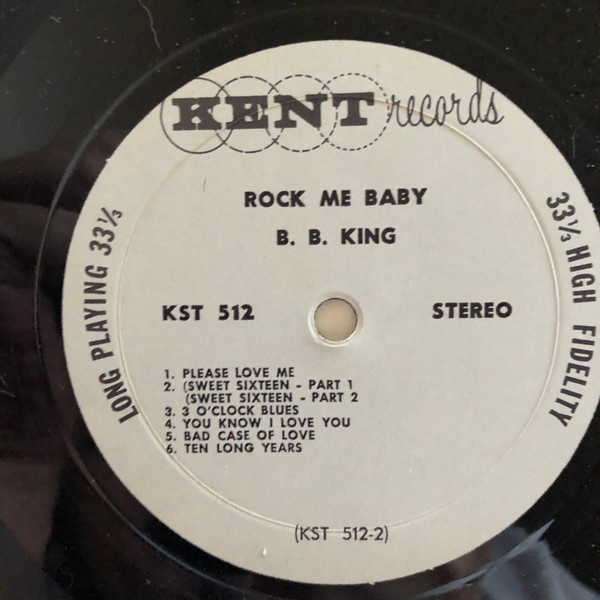 KENT records
ROCK ME BABY
B. B. KING
KST 512
STEREO
LONG PLAYING 33⅓
33⅓ HIGH FIDELITY
1. PLEASE LOVE ME
2. (SWEET SIXTEEN - PART 1
(SWEET SIXTEEN - PART 2
3. 3 O'CLOCK BLUES
4. YOU KNOW I LOVE YOU
5. BAD CASE OF LOVE
6. TEN LONG YEARS
(KST 512-2)